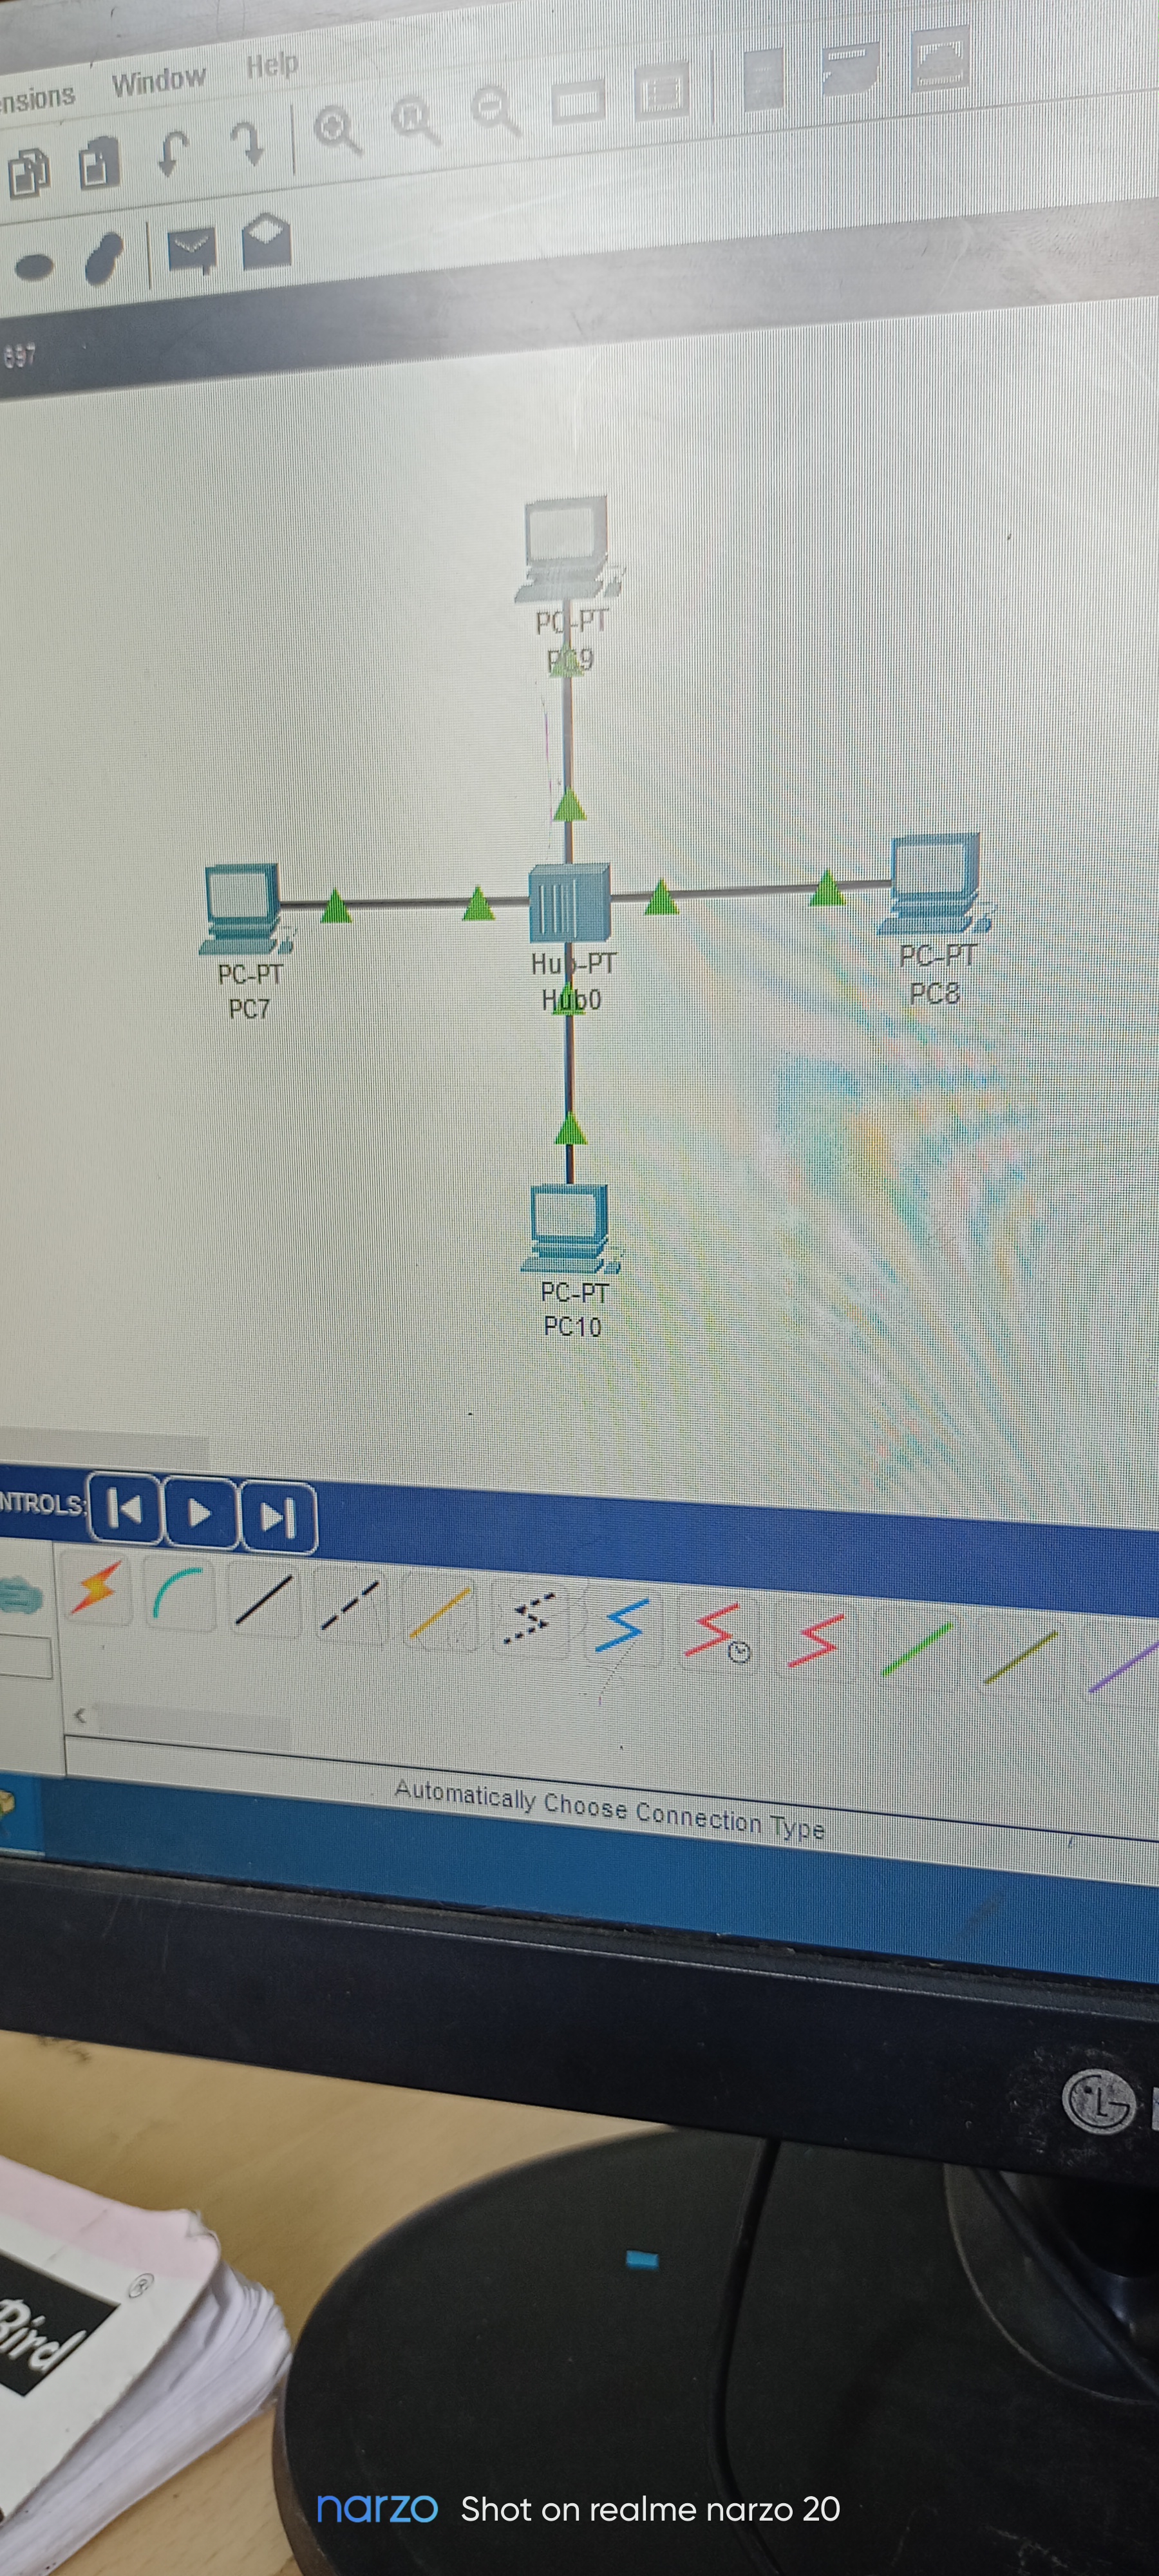 ensions Window Help
697
PC-PT
PC9
PC-PT
PC7
Hub-PT
Hub0
PC-PT
PC8
PC-PT
PC10
NTROLS:
Automatically Choose Connection Type
LG
Bird
®
narzo Shot on realme narzo 20